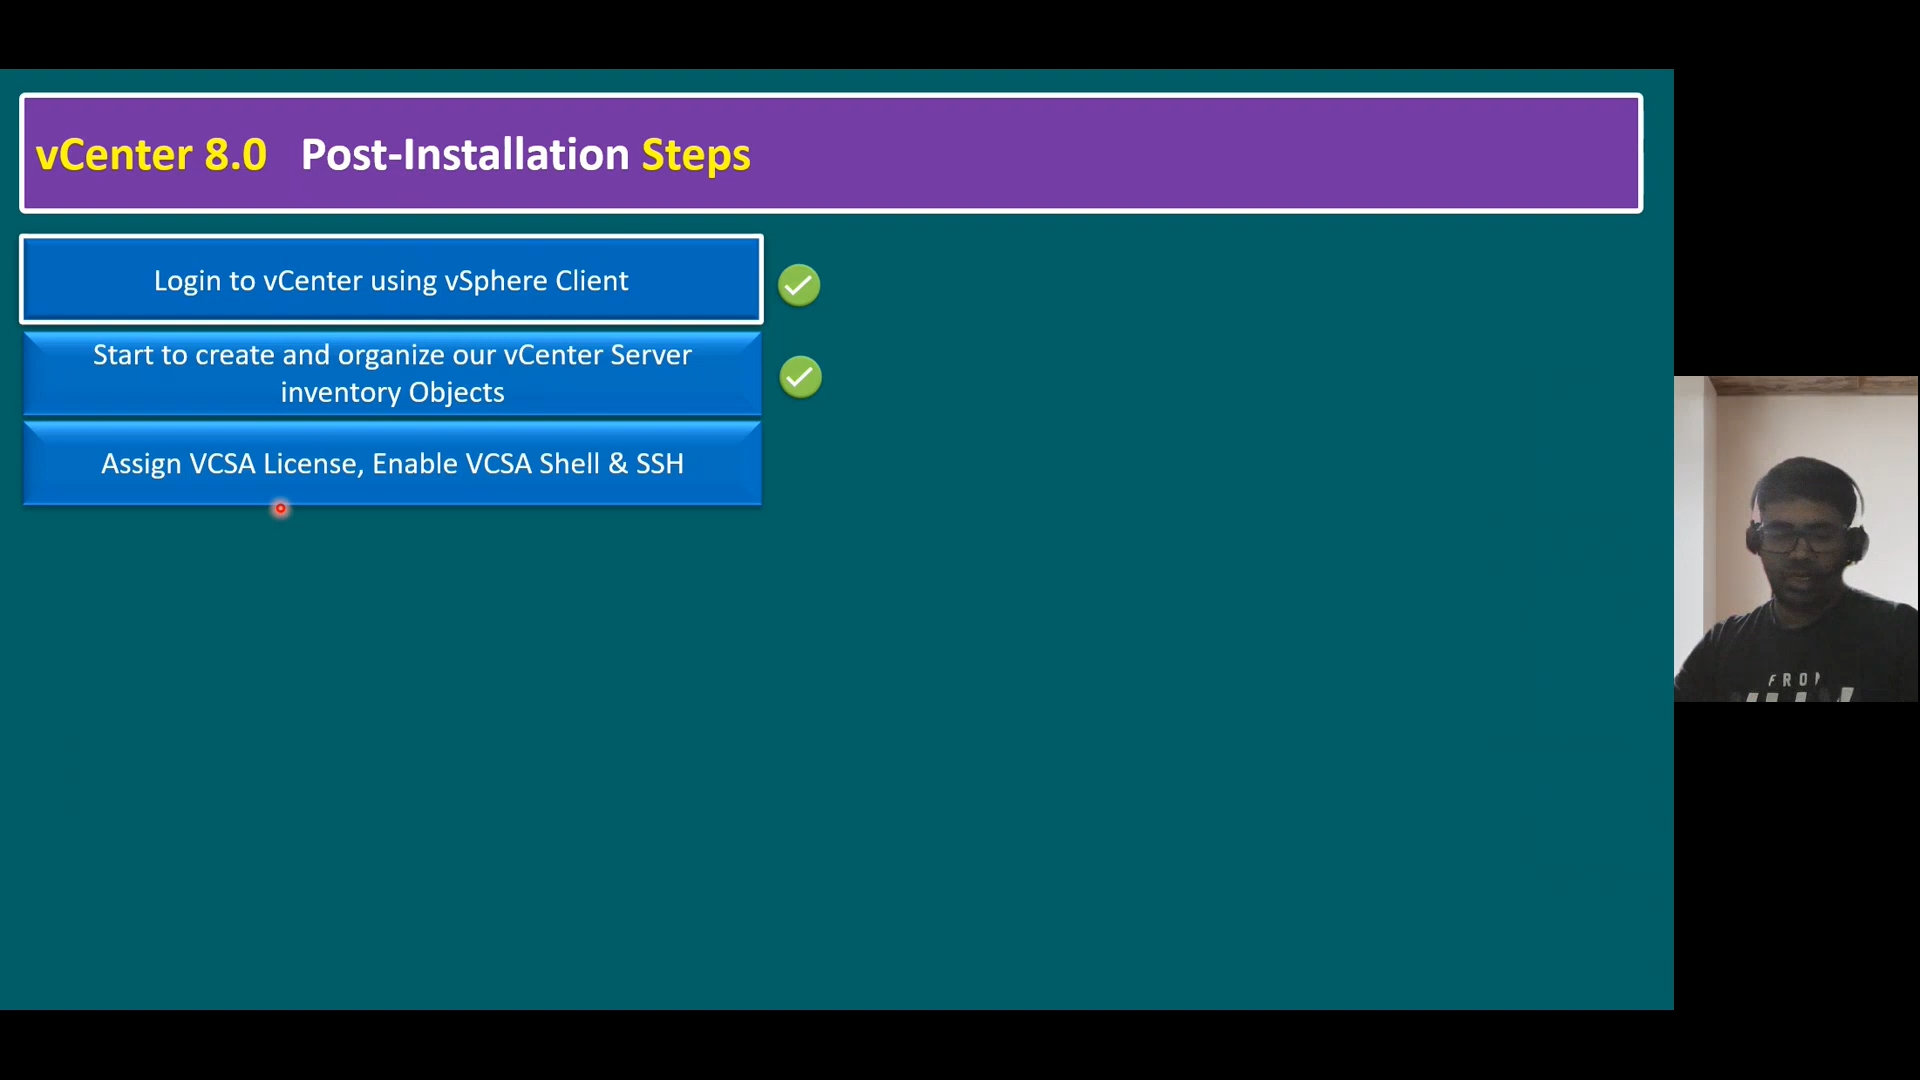 vCenter 8.0 Post-Installation Steps
Login to vCenter using vSphere Client
Start to create and organize our vCenter Server
inventory Objects
Assign VCSA License, Enable VCSA Shell & SSH